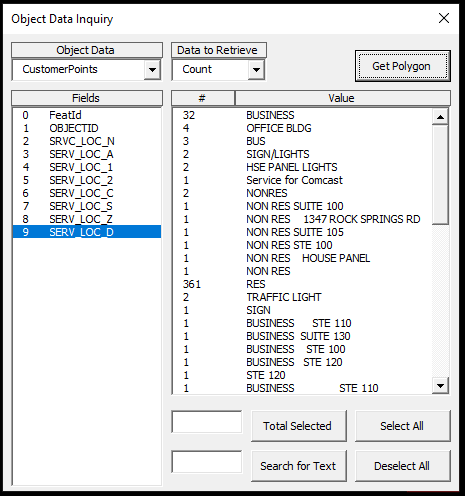 Object Data Inquiry
Object Data
Data to Retrieve
CustomerPoints
Count
Get Polygon
Fields
# Value
0 FeatId
1 OBJECTID
2 SRVC_LOC_N
3 SERV_LOC_A
4 SERV_LOC_1
5 SERV_LOC_2
6 SERV_LOC_C
7 SERV_LOC_S
8 SERV_LOC_Z
9 SERV_LOC_D
32 BUSINESS
4 OFFICE BLDG
3 BUS
2 SIGN/LIGHTS
2 HSE PANEL LIGHTS
1 Service for Comcast
2 NONRES
1 NON RES SUITE 100
1 NON RES 1347 ROCK SPRINGS RD
1 NON RES SUITE 105
1 NON RES STE 100
1 NON RES HOUSE PANEL
1 NON RES
361 RES
2 TRAFFIC LIGHT
1 SIGN
1 BUSINESS STE 110
1 BUSINESS SUITE 130
1 BUSINESS STE 100
1 BUSINESS STE 120
1 STE 120
1 BUSINESS STE 110
Total Selected
Select All
Search for Text
Deselect All